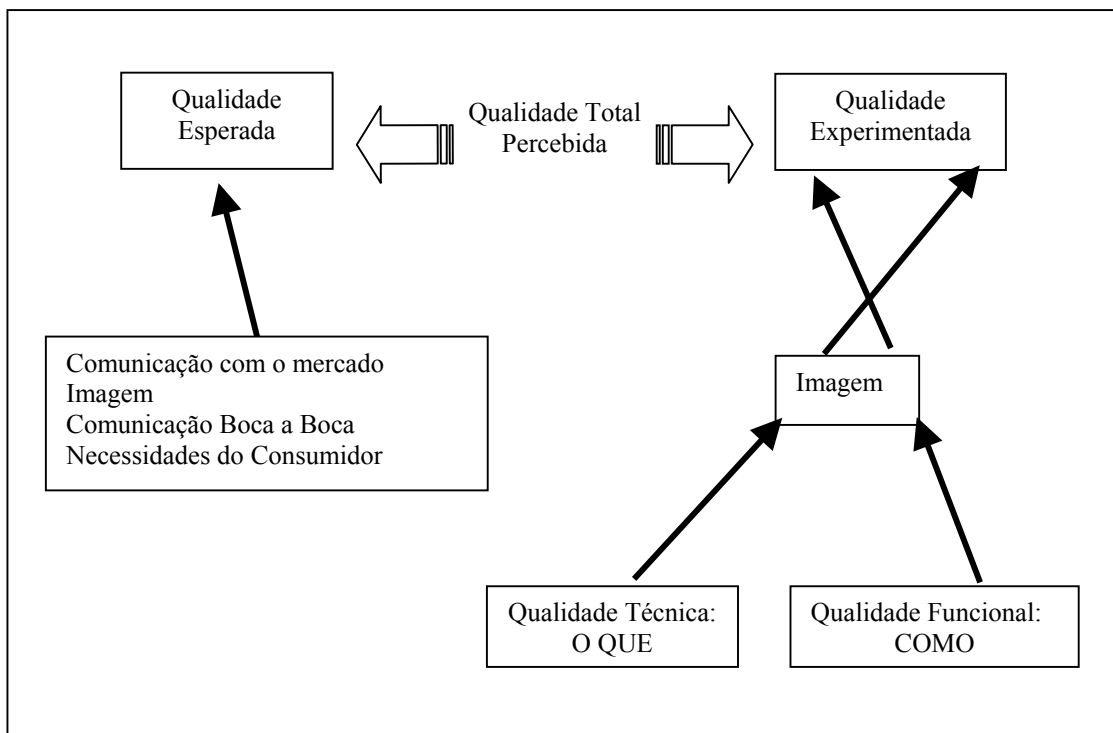 Qualidade
Esperada
Qualidade Total
Percebida
Qualidade
Experimentada
Comunicação com o mercado
Imagem
Comunicação Boca a Boca
Necessidades do Consumidor
Imagem
Qualidade Técnica:
O QUE
Qualidade Funcional:
COMO